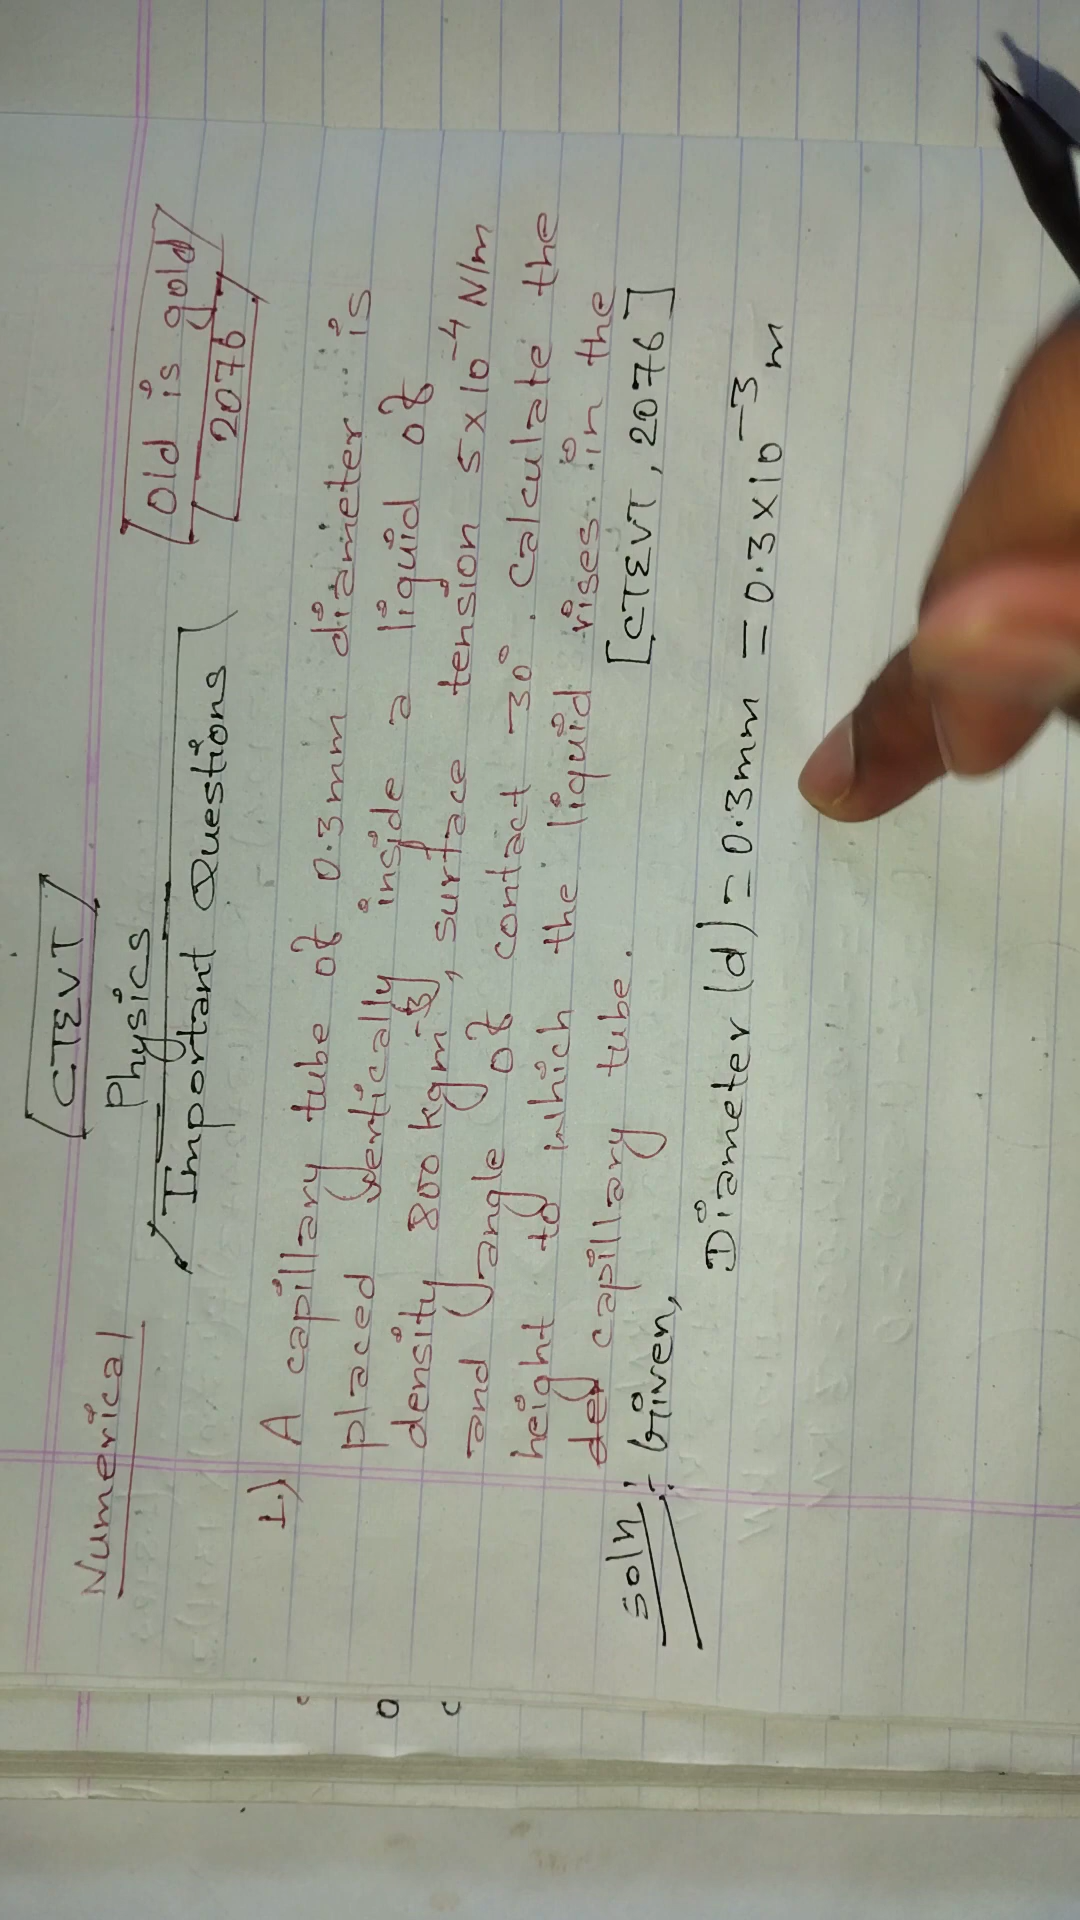 [CTEVT]
Numerical
Physics
Important Questions
[Old is gold]
[2076]
1.) A capillary tube of 0.3mm diameter is
placed vertically inside a liquid of
density 800 kgm⁻³, surface tension 5×10⁻⁴ N/m
and angle of contact 30°. Calculate the
height to which the liquid rises in the
capillary tube. [CTEVT, 2076]
Soln: Given,
Diameter (d) = 0.3mm = 0.3×10⁻³ m